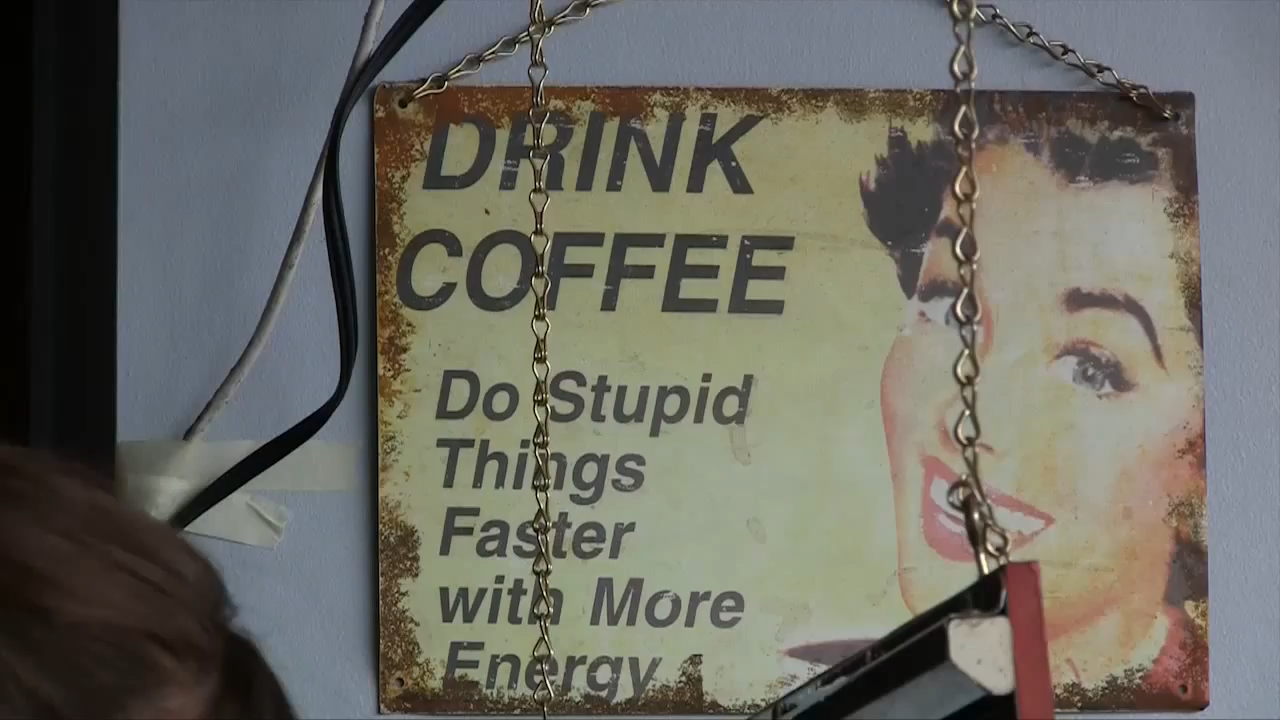 DRINK
COFFEE
Do Stupid
Things
Faster
with More
Energy